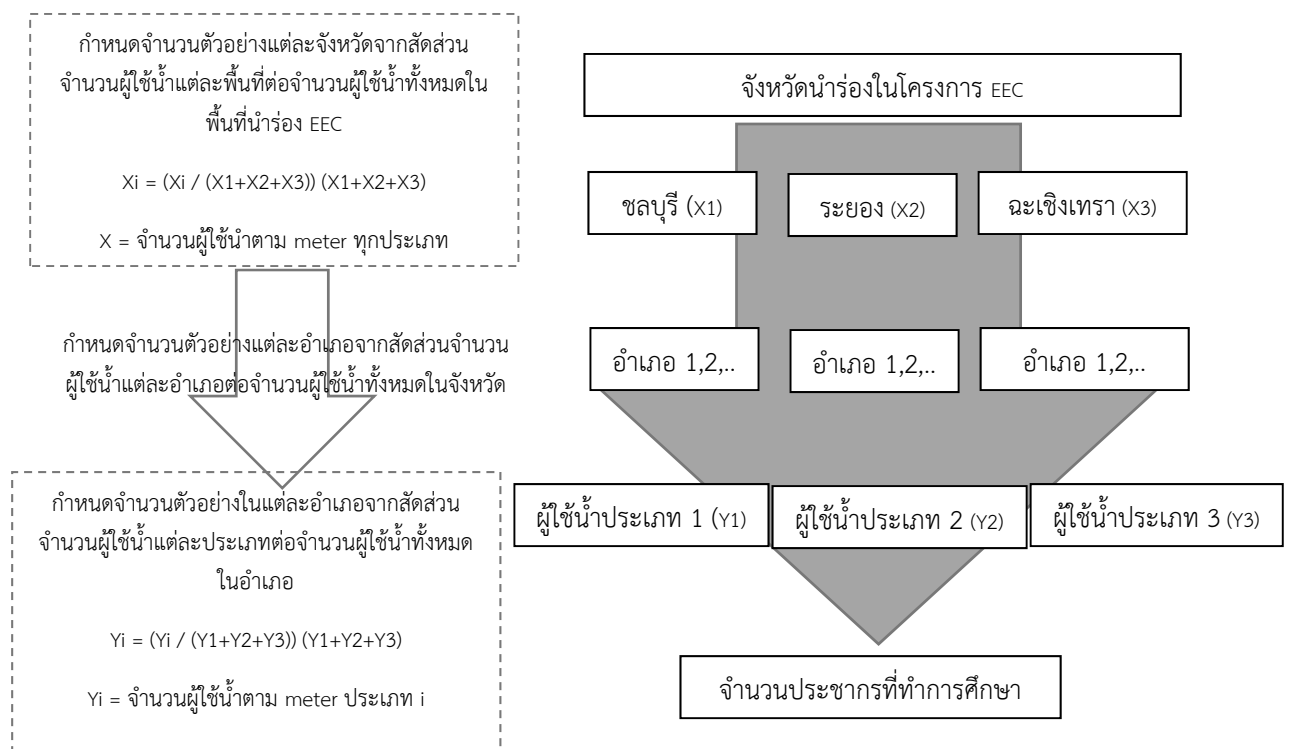 กำหนดจำนวนตัวอย่างแต่ละจังหวัดจากสัดส่วน
จำนวนผู้ใช้น้ำแต่ละพื้นที่ต่อจำนวนผู้ใช้น้ำทั้งหมดใน
พื้นที่นำร่อง EEC
Xi = (Xi / (X1+X2+X3)) (X1+X2+X3)
X = จำนวนผู้ใช้นำตาม meter ทุกประเภท
กำหนดจำนวนตัวอย่างแต่ละอำเภอจากสัดส่วนจำนวน
ผู้ใช้น้ำแต่ละอำเภอต่อจำนวนผู้ใช้น้ำทั้งหมดในจังหวัด
กำหนดจำนวนตัวอย่างในแต่ละอำเภอจากสัดส่วน
จำนวนผู้ใช้น้ำแต่ละประเภทต่อจำนวนผู้ใช้น้ำทั้งหมด
ในอำเภอ
Yi = (Yi / (Y1+Y2+Y3)) (Y1+Y2+Y3)
Yi = จำนวนผู้ใช้น้ำตาม meter ประเภท i
จังหวัดนำร่องในโครงการ EEC
ชลบุรี (X1)
ระยอง (X2)
ฉะเชิงเทรา (X3)
อำเภอ 1,2,..
อำเภอ 1,2,..
อำเภอ 1,2,..
ผู้ใช้น้ำประเภท 1 (Y1)
ผู้ใช้น้ำประเภท 2 (Y2)
ผู้ใช้น้ำประเภท 3 (Y3)
จำนวนประชากรที่ทำการศึกษา